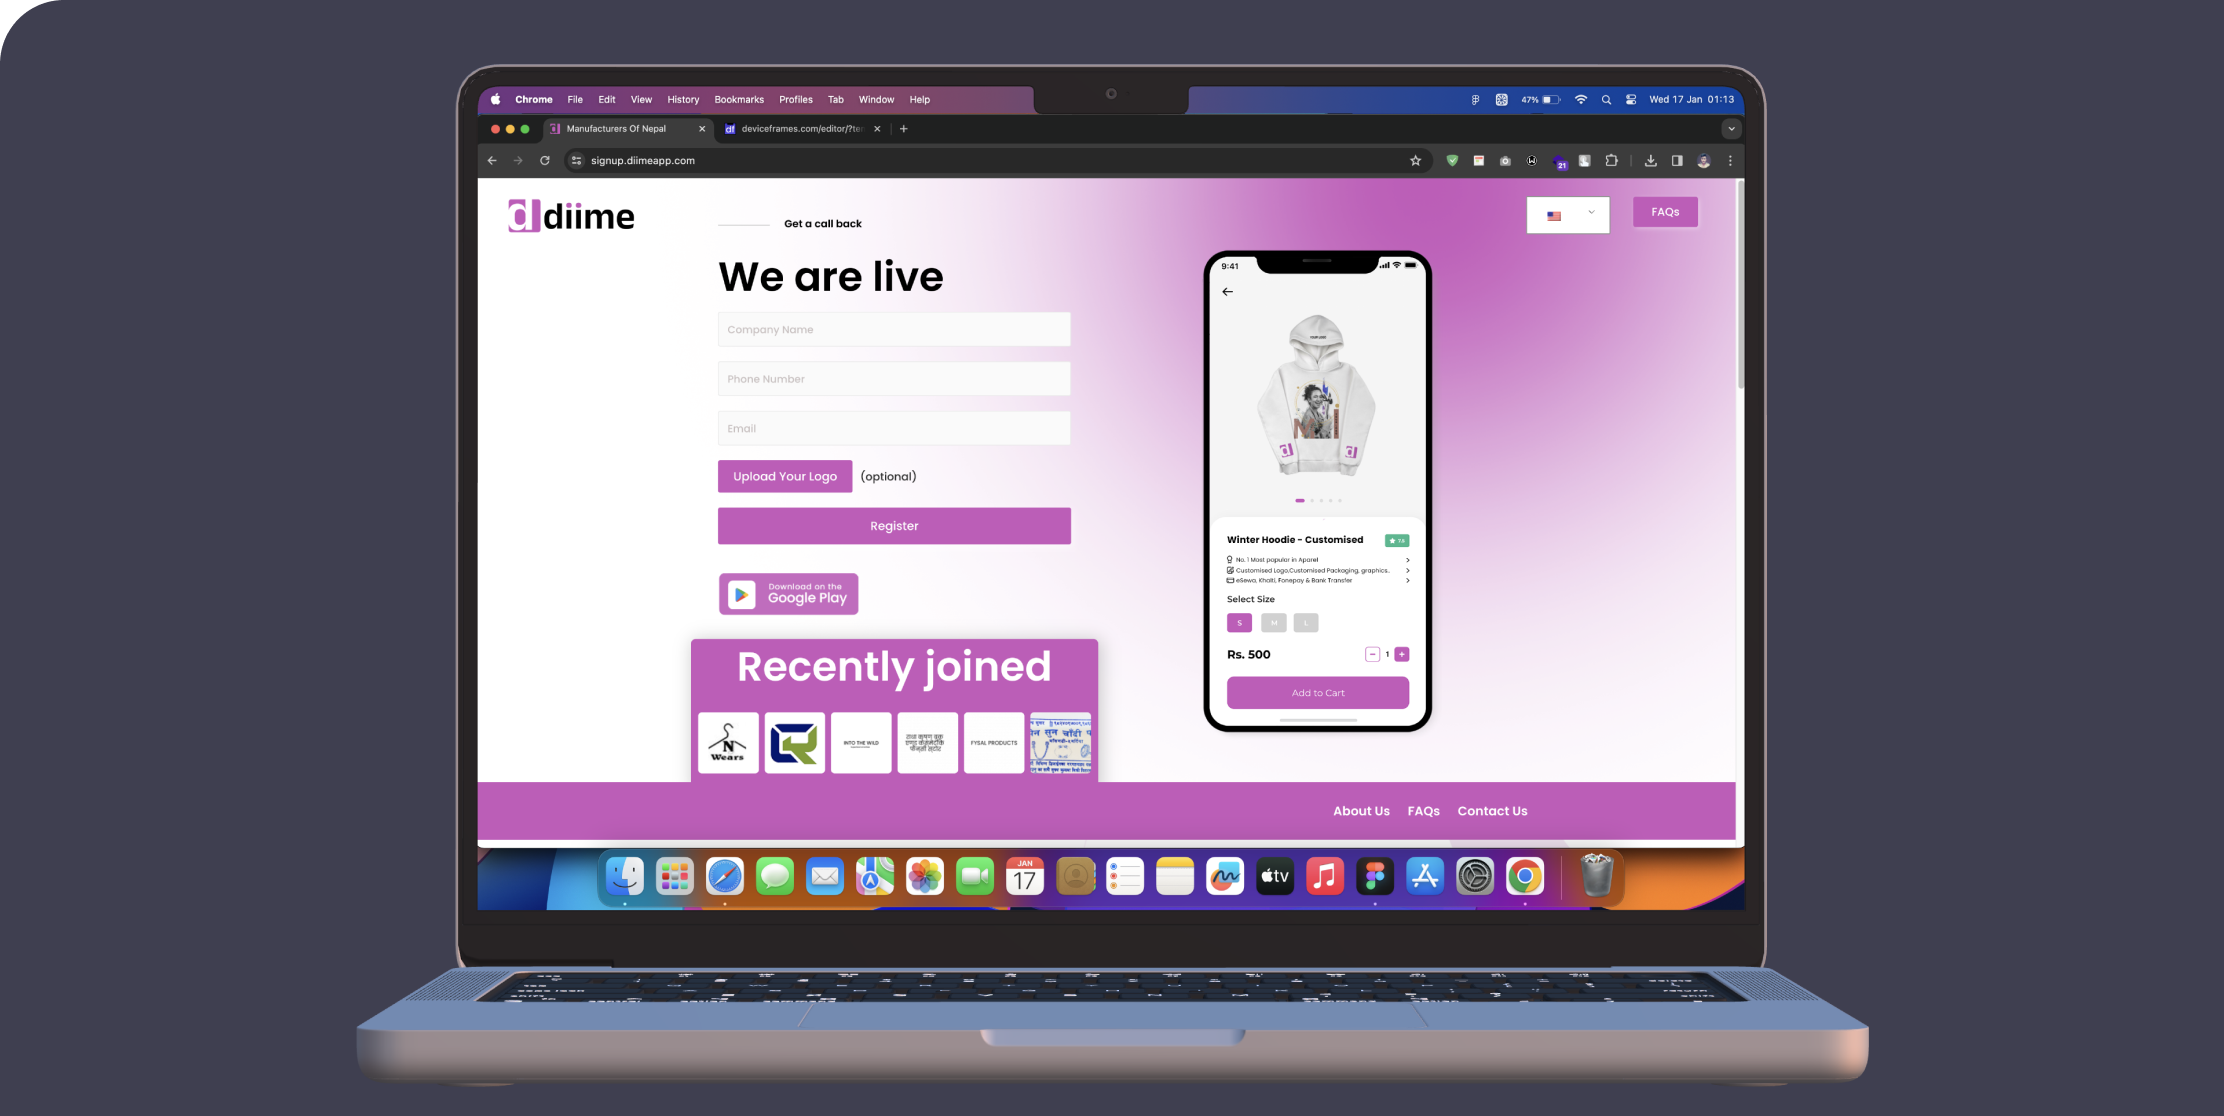 Chrome File Edit View History Bookmarks Profiles Tab Window Help
47% Wed 17 Jan 01:13
Manufacturers Of Nepal
deviceframes.com/editor/?te
signup.diimeapp.com
21
diime
Get a call back
FAQs
We are live
Company Name
Phone Number
Email
Upload Your Logo (optional)
Register
Download on the
Google Play
Recently joined
N
Wears
INTO THE WILD
FYSAL PRODUCTS
9:41
YOUR LOGO
Winter Hoodie - Customised
No. 1 Most popular in Aparel
Customised Logo,Customised Packaging, graphics,
eSewa, Khalti, Fonepay & Bank Transfer
Select Size
S M L
Rs. 500
1
Add to Cart
About Us FAQs Contact Us
JAN
17
tv